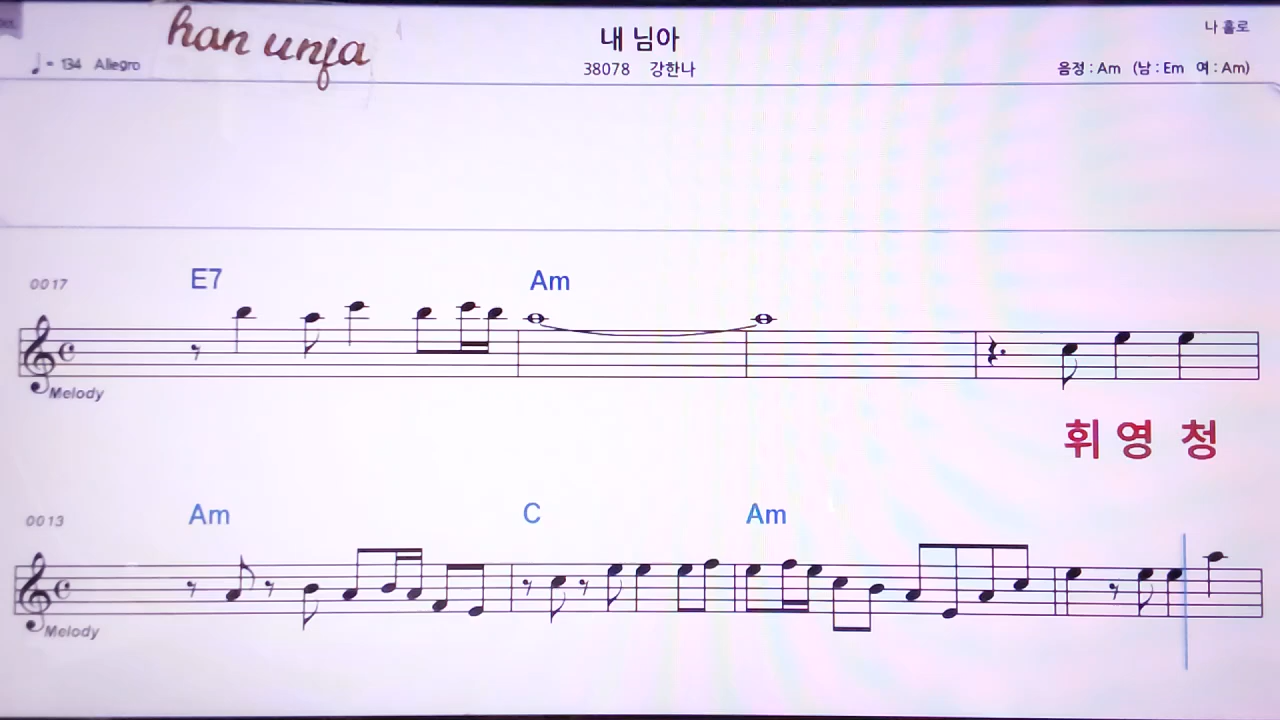 han unja
내 님아
나 홀로
♩= 134 Allegro
38078 강한나
음정 : Am (남 : Em 여 : Am)
0017 E7 Am
Melody
휘 영 청
0013 Am C Am
Melody